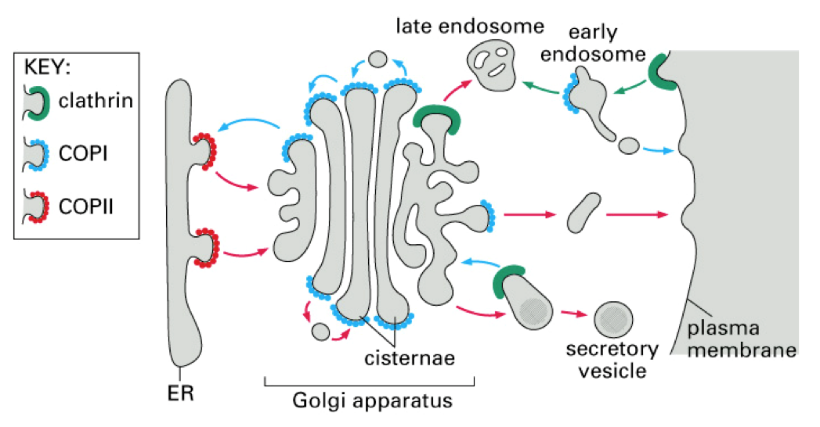 late endosome
early
endosome
KEY:
clathrin
COPI
COPII
cisternae
ER
Golgi apparatus
secretory
vesicle
plasma
membrane